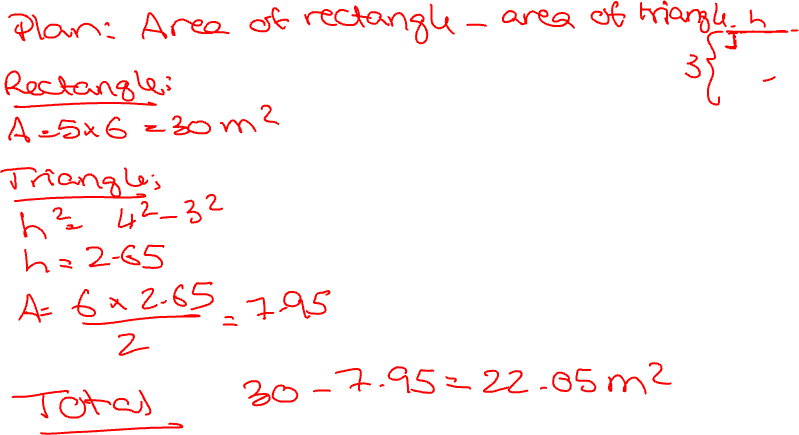 Plan: Area of rectangle - area of triangle. h
3
Rectangle:
A = 5x6 = 30 m²
Triangle;
h² = 4² - 3²
h = 2.65
A = 6 x 2.65 / 2 = 7.95
Total 30 - 7.95 = 22.05 m²